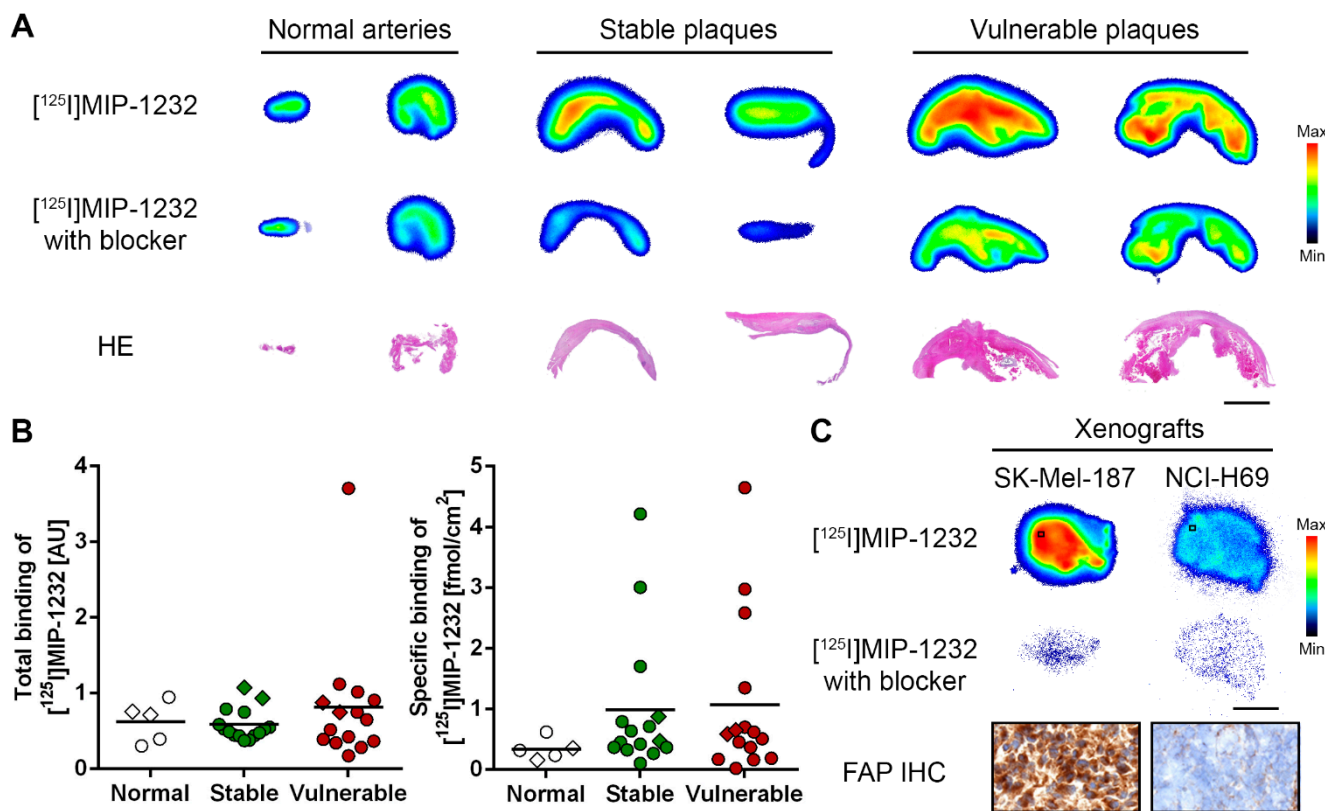 A
Normal arteries
Stable plaques
Vulnerable plaques
[¹²⁵I]MIP-1232
Max
Min
[¹²⁵I]MIP-1232
with blocker
HE
B
Total binding of
[¹²⁵I]MIP-1232 [AU]
4
3
2
1
0
Normal
Stable
Vulnerable
Specific binding of
[¹²⁵I]MIP-1232 [fmol/cm²]
5
4
3
2
1
0
Normal
Stable
Vulnerable
C
Xenografts
SK-Mel-187
NCI-H69
[¹²⁵I]MIP-1232
Max
Min
[¹²⁵I]MIP-1232
with blocker
FAP IHC